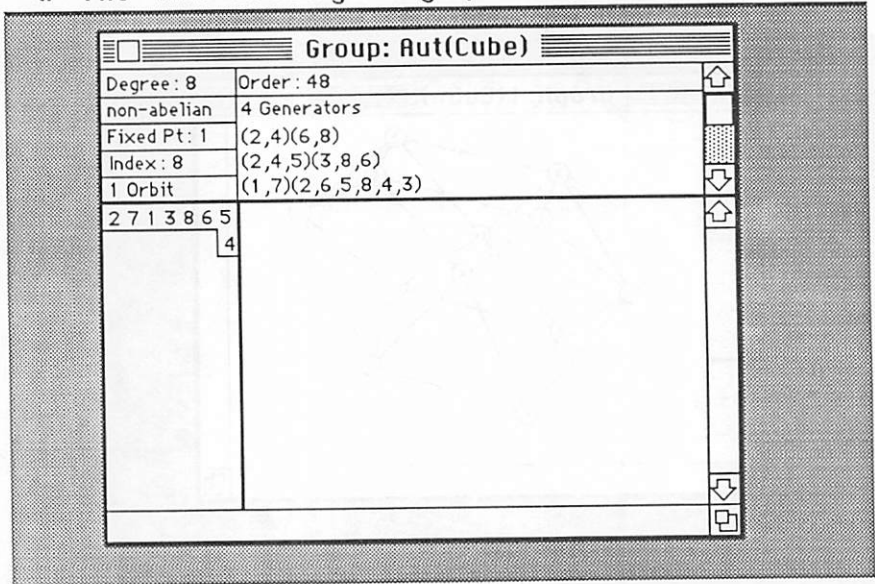 Group: Aut(Cube)
Degree: 8 Order: 48
non-abelian 4 Generators
Fixed Pt: 1 (2,4)(6,8)
Index: 8 (2,4,5)(3,8,6)
1 Orbit (1,7)(2,6,5,8,4,3)
2 7 1 3 8 6 5
4